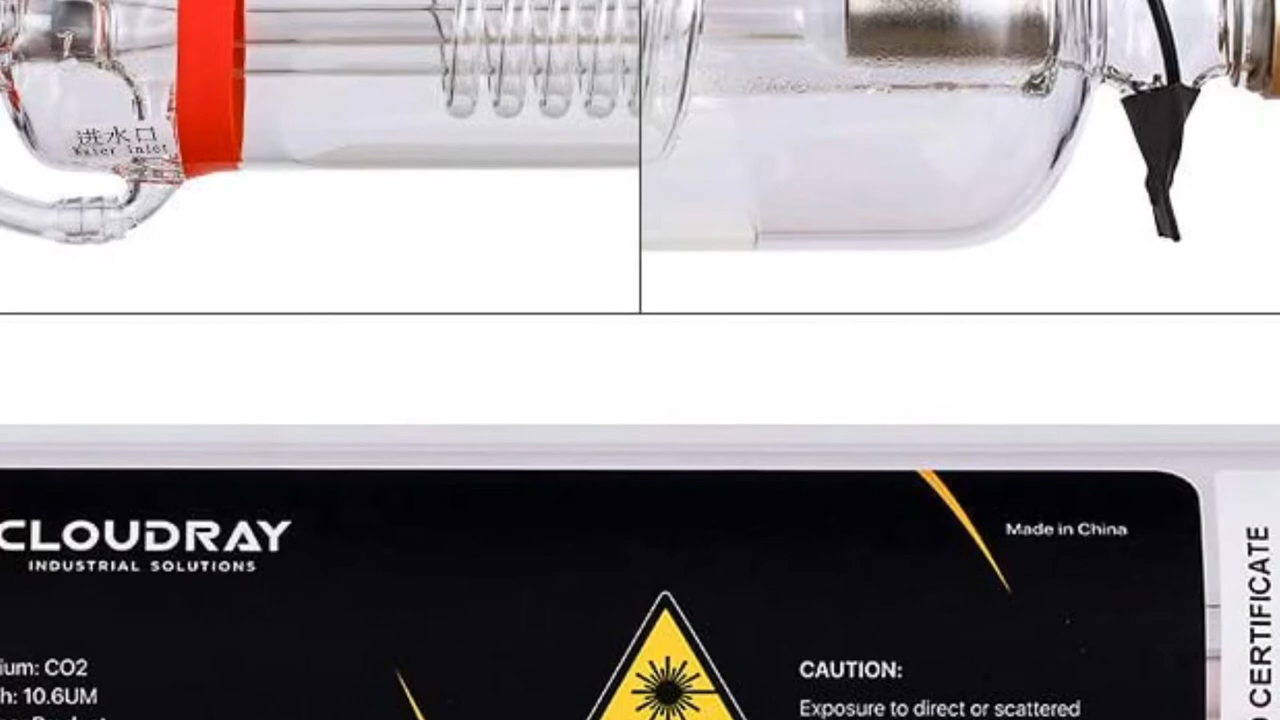 进水口
Water inlet
CLOUDRAY
INDUSTRIAL SOLUTIONS
Made in China
ium: CO2
h: 10.6UM
CAUTION:
Exposure to direct or scattered
CERTIFICATE